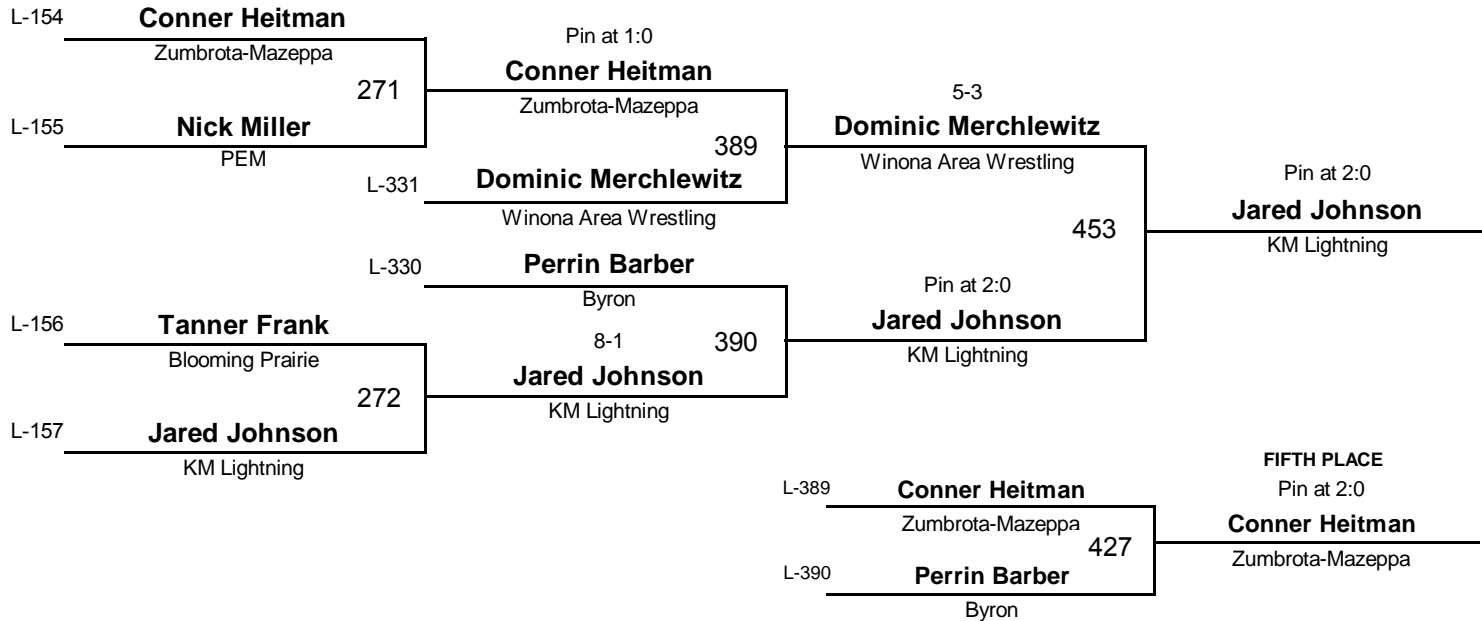 L-154
Conner Heitman
Zumbrota-Mazeppa
271
L-155
Nick Miller
PEM
Pin at 1:0
Conner Heitman
Zumbrota-Mazeppa
389
L-331
Dominic Merchlewitz
Winona Area Wrestling
5-3
Dominic Merchlewitz
Winona Area Wrestling
453
Pin at 2:0
Jared Johnson
KM Lightning
L-330
Perrin Barber
Byron
390
8-1
Jared Johnson
KM Lightning
Pin at 2:0
Jared Johnson
KM Lightning
L-156
Tanner Frank
Blooming Prairie
272
L-157
Jared Johnson
KM Lightning
L-389
Conner Heitman
Zumbrota-Mazeppa
427
L-390
Perrin Barber
Byron
FIFTH PLACE
Pin at 2:0
Conner Heitman
Zumbrota-Mazeppa